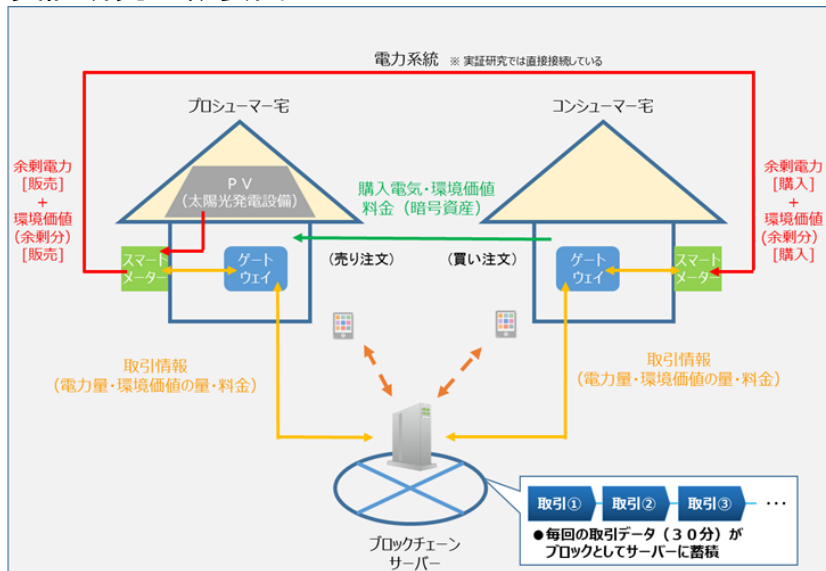 電力系統 ※ 実証研究では直接接続している
プロシューマー宅
コンシューマー宅
余剰電力
[販売]
+
環境価値
(余剰分)
[販売]
PV
(太陽光発電設備)
購入電気・環境価値
料金(暗号資産)
余剰電力
[購入]
+
環境価値
(余剰分)
[購入]
スマート
メーター
ゲート
ウェイ
(売り注文)
(買い注文)
ゲート
ウェイ
スマート
メーター
取引情報
(電力量・環境価値の量・料金)
取引情報
(電力量・環境価値の量・料金)
ブロックチェーン
サーバー
取引① 取引② 取引③ ・・・
●毎回の取引データ(30分)が
ブロックとしてサーバーに蓄積